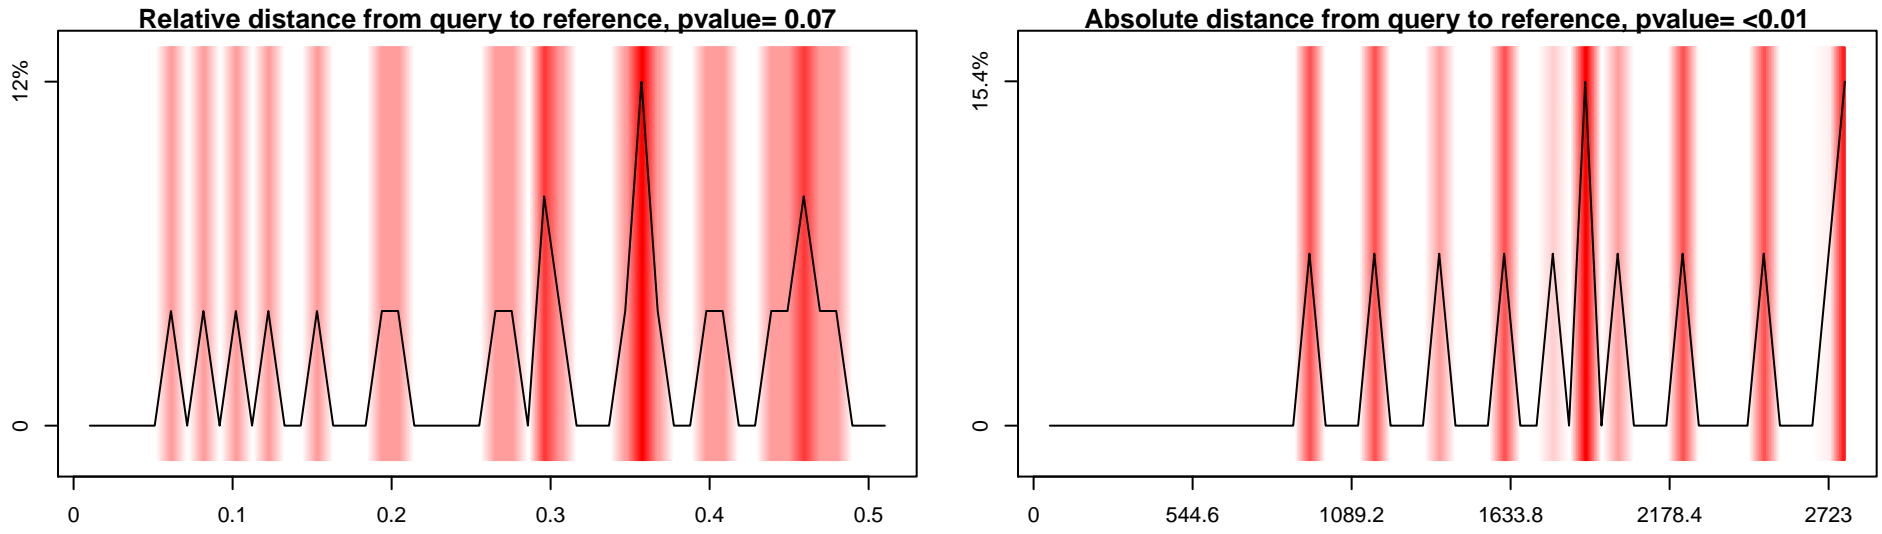 Relative distance from query to reference, pvalue= 0.07
12%
0
0 0.1 0.2 0.3 0.4 0.5
Absolute distance from query to reference, pvalue= <0.01
15.4%
0
0 544.6 1089.2 1633.8 2178.4 2723